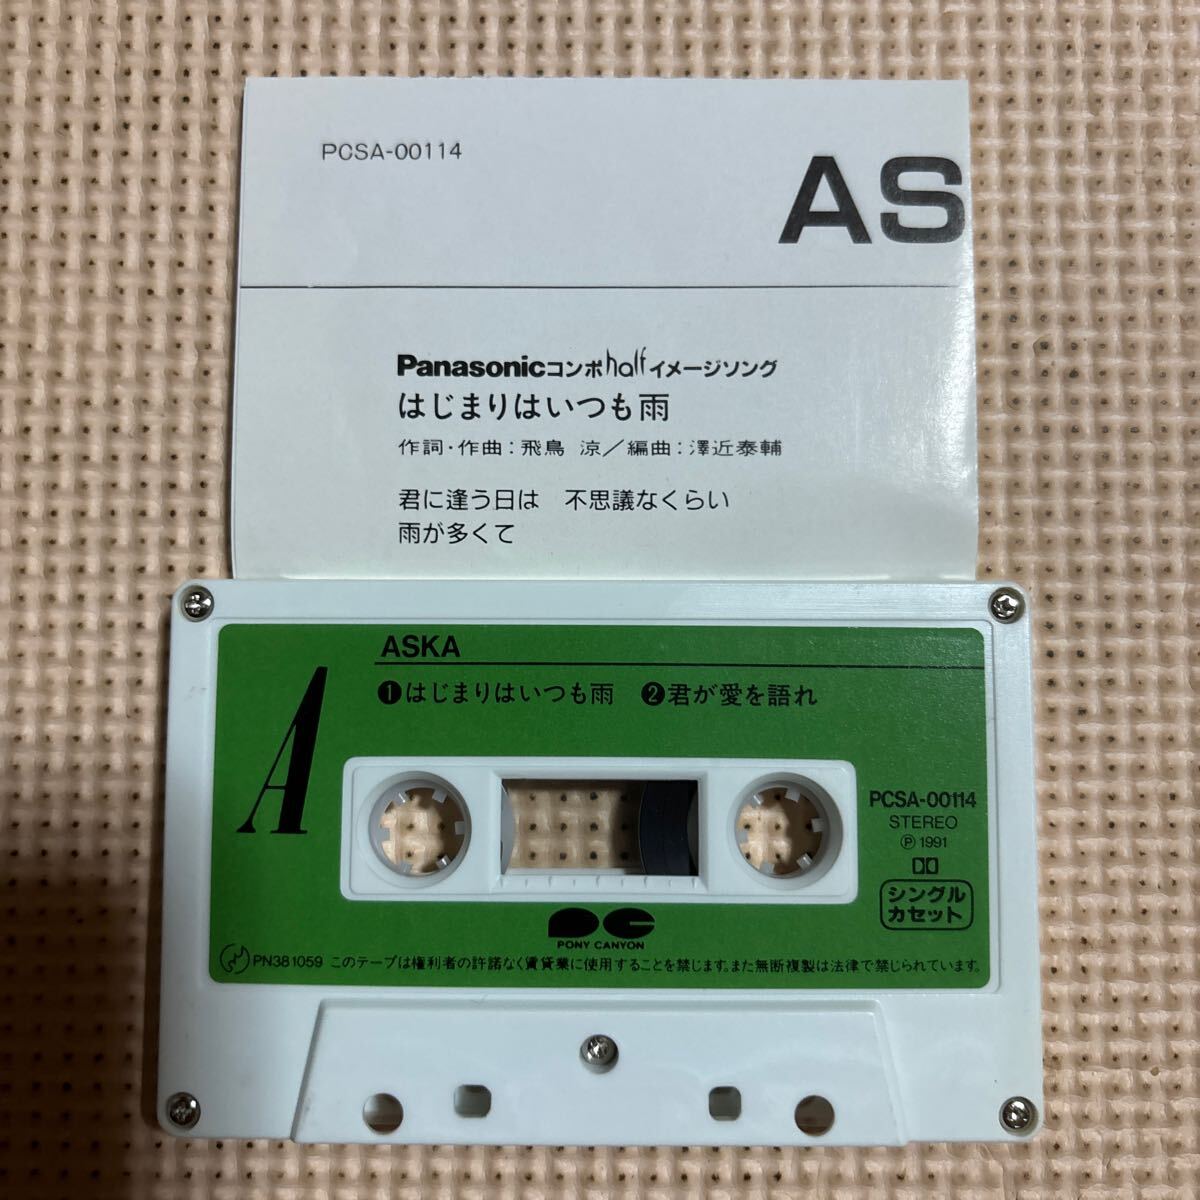 PCSA-00114
AS
Panasonicコンポhalfイメージソング
はじまりはいつも雨
作詞・作曲：飛鳥 涼／編曲：澤近泰輔
君に逢う日は 不思議なくらい
雨が多くて
A
ASKA
❶はじまりはいつも雨 ❷君が愛を語れ
PCSA-00114
STEREO
Ⓟ1991
シングル
カセット
PC
PONY CANYON
PN381059 このテープは権利者の許諾なく賃貸業に使用することを禁じます。また無断複製は法律で禁じられています。